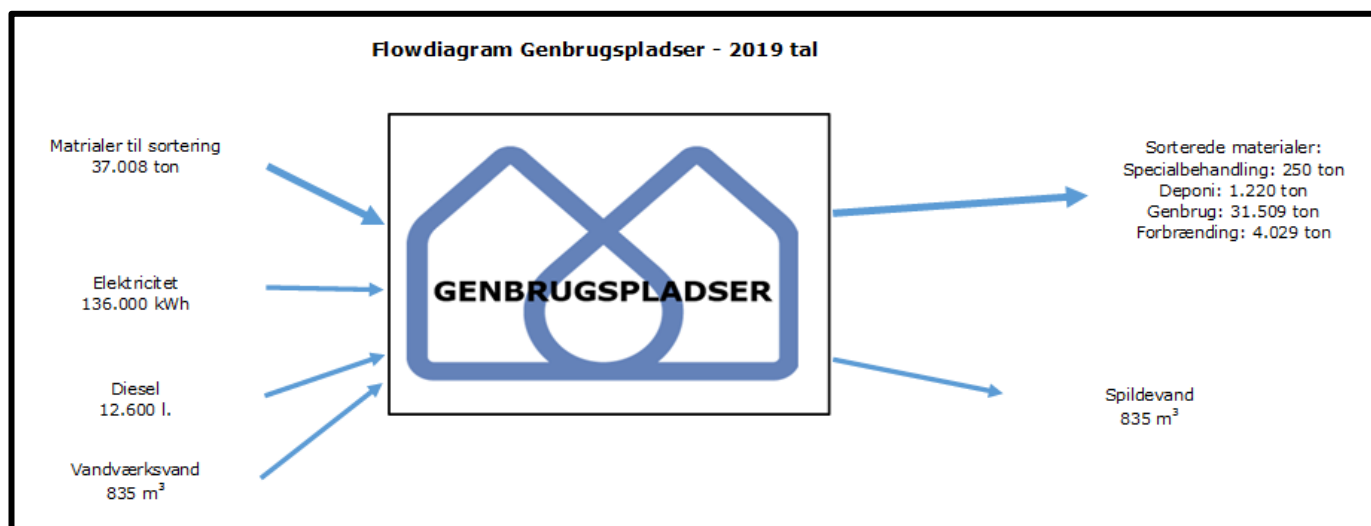 Flowdiagram Genbrugspladser - 2019 tal
Matrialer til sortering
37.008 ton
Elektricitet
136.000 kWh
Diesel
12.600 l.
Vandværksvand
835 m³
GENBRUGSPLADSER
Sorterede materialer:
Specialbehandling: 250 ton
Deponi: 1.220 ton
Genbrug: 31.509 ton
Forbrænding: 4.029 ton
Spildevand
835 m³